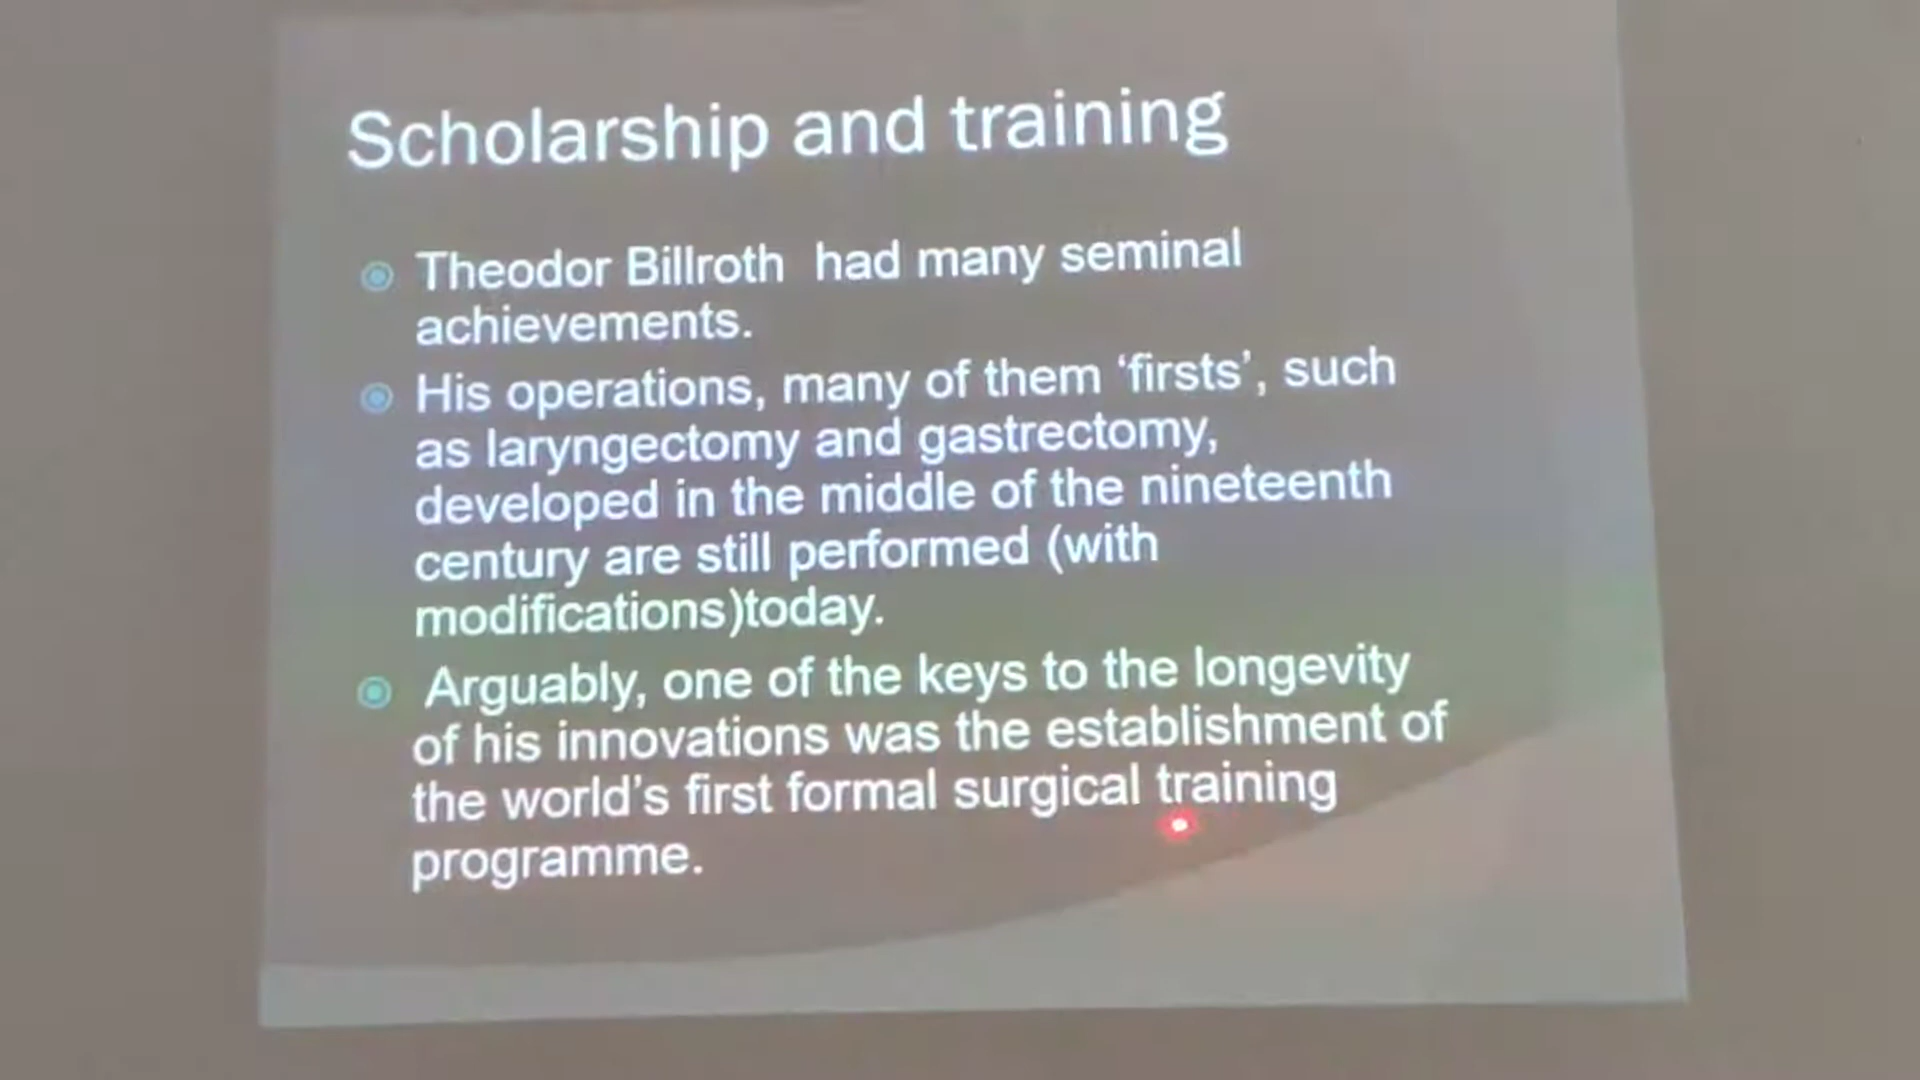 Scholarship and training
Theodor Billroth had many seminal
achievements.
His operations, many of them ‘firsts’, such
as laryngectomy and gastrectomy,
developed in the middle of the nineteenth
century are still performed (with
modifications)today.
Arguably, one of the keys to the longevity
of his innovations was the establishment of
the world’s first formal surgical training
programme.